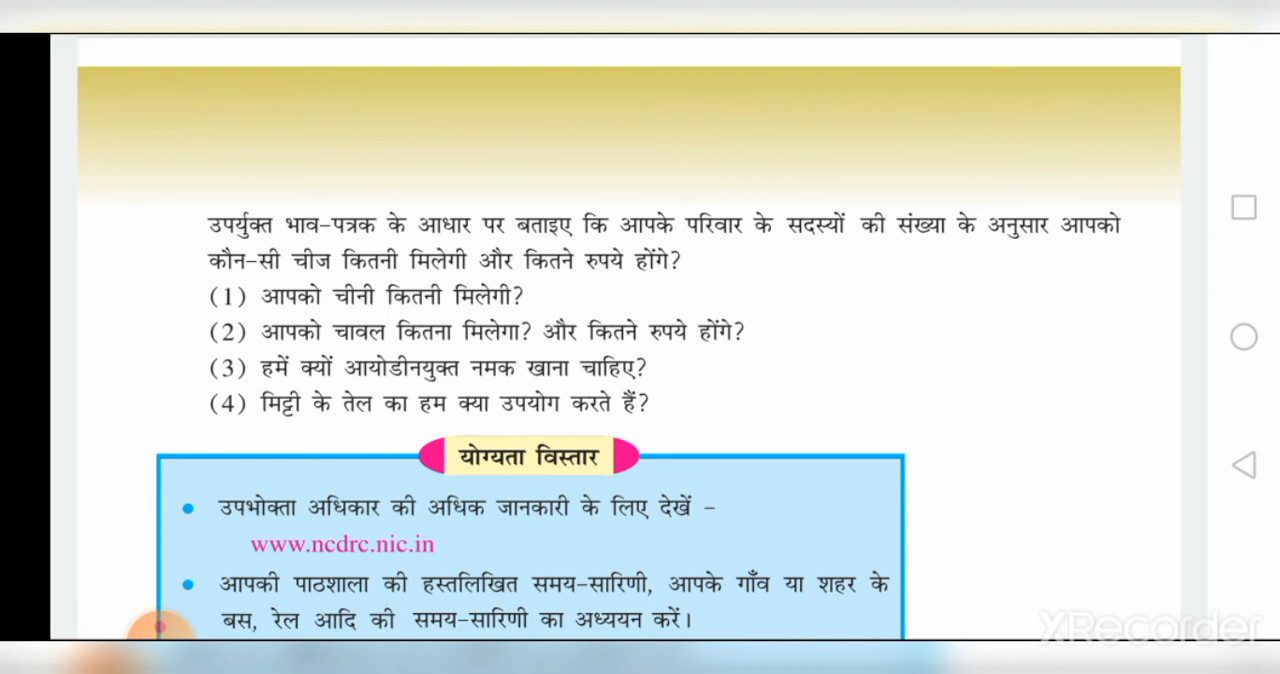 उपर्युक्त भाव-पत्रक के आधार पर बताइए कि आपके परिवार के सदस्यों की संख्या के अनुसार आपको
कौन-सी चीज कितनी मिलेगी और कितने रुपये होंगे?
(1) आपको चीनी कितनी मिलेगी?
(2) आपको चावल कितना मिलेगा? और कितने रुपये होंगे?
(3) हमें क्यों आयोडीनयुक्त नमक खाना चाहिए?
(4) मिट्टी के तेल का हम क्या उपयोग करते हैं?
योग्यता विस्तार
• उपभोक्ता अधिकार की अधिक जानकारी के लिए देखें -
www.ncdrc.nic.in
• आपकी पाठशाला की हस्तलिखित समय-सारिणी, आपके गाँव या शहर के
बस, रेल आदि की समय-सारिणी का अध्ययन करें।
XRecorder